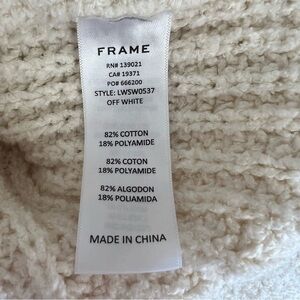 FRAME
RN# 139021
CA# 19371
PO# 666200
STYLE: LWSW0537
OFF WHITE
82% COTTON
18% POLYAMIDE
82% COTON
18% POLYAMIDE
82% ALGODON
18% POLIAMIDA
MADE IN CHINA